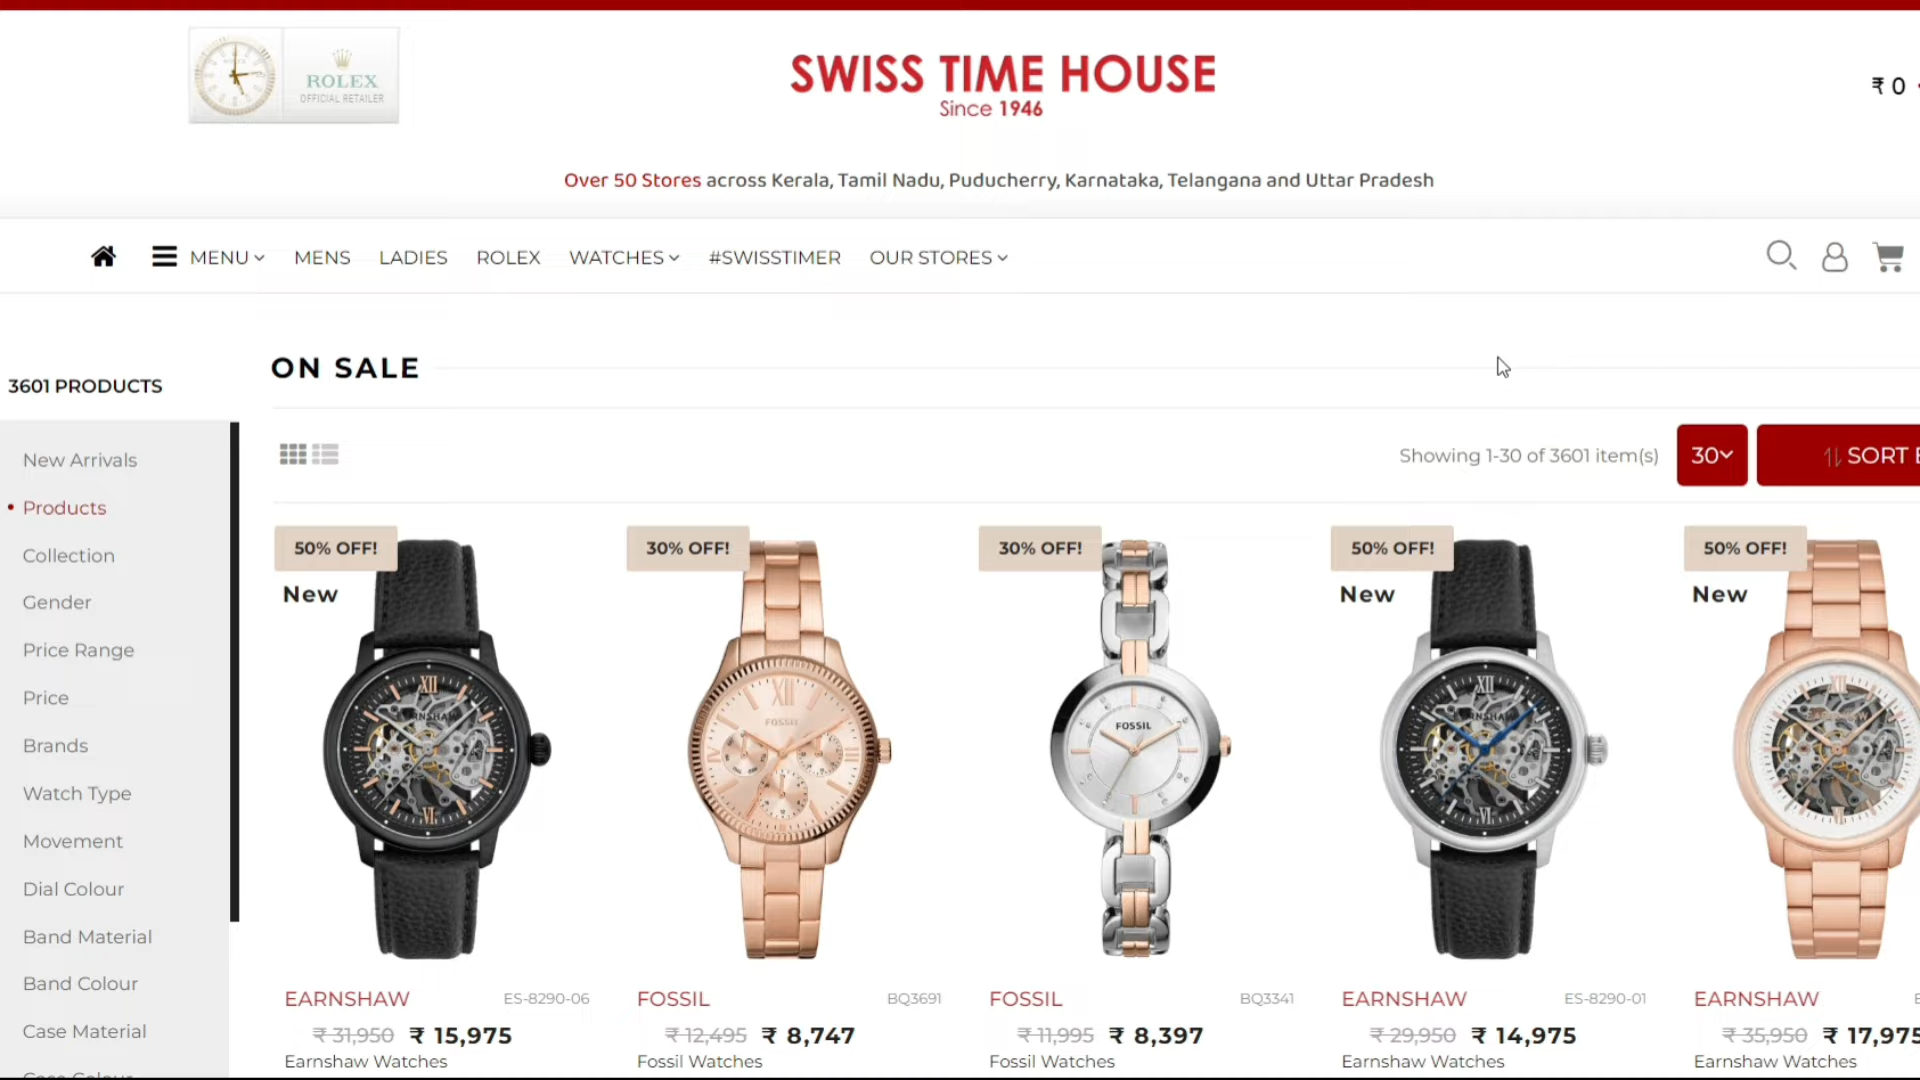 ROLEX
OFFICIAL RETAILER
SWISS TIME HOUSE
Since 1946
₹ 0
Over 50 Stores across Kerala, Tamil Nadu, Puducherry, Karnataka, Telangana and Uttar Pradesh
MENU MENS LADIES ROLEX WATCHES #SWISSTIMER OUR STORES
ON SALE
3601 PRODUCTS
Showing 1-30 of 3601 item(s) 30 SORT
New Arrivals
Products
Collection
Gender
Price Range
Price
Brands
Watch Type
Movement
Dial Colour
Band Material
Band Colour
Case Material
50% OFF! 30% OFF! 30% OFF! 50% OFF! 50% OFF!
New New New
XII XII XII
FOSSIL FOSSIL
EARNSHAW
VI VI
EARNSHAW ES-8290-06 FOSSIL BQ3691 FOSSIL BQ3341 EARNSHAW ES-8290-01 EARNSHAW
₹ 31,950 ₹ 15,975 ₹ 12,495 ₹ 8,747 ₹ 11,995 ₹ 8,397 ₹ 29,950 ₹ 14,975 ₹ 35,950 ₹ 17,975
Earnshaw Watches Fossil Watches Fossil Watches Earnshaw Watches Earnshaw Watches